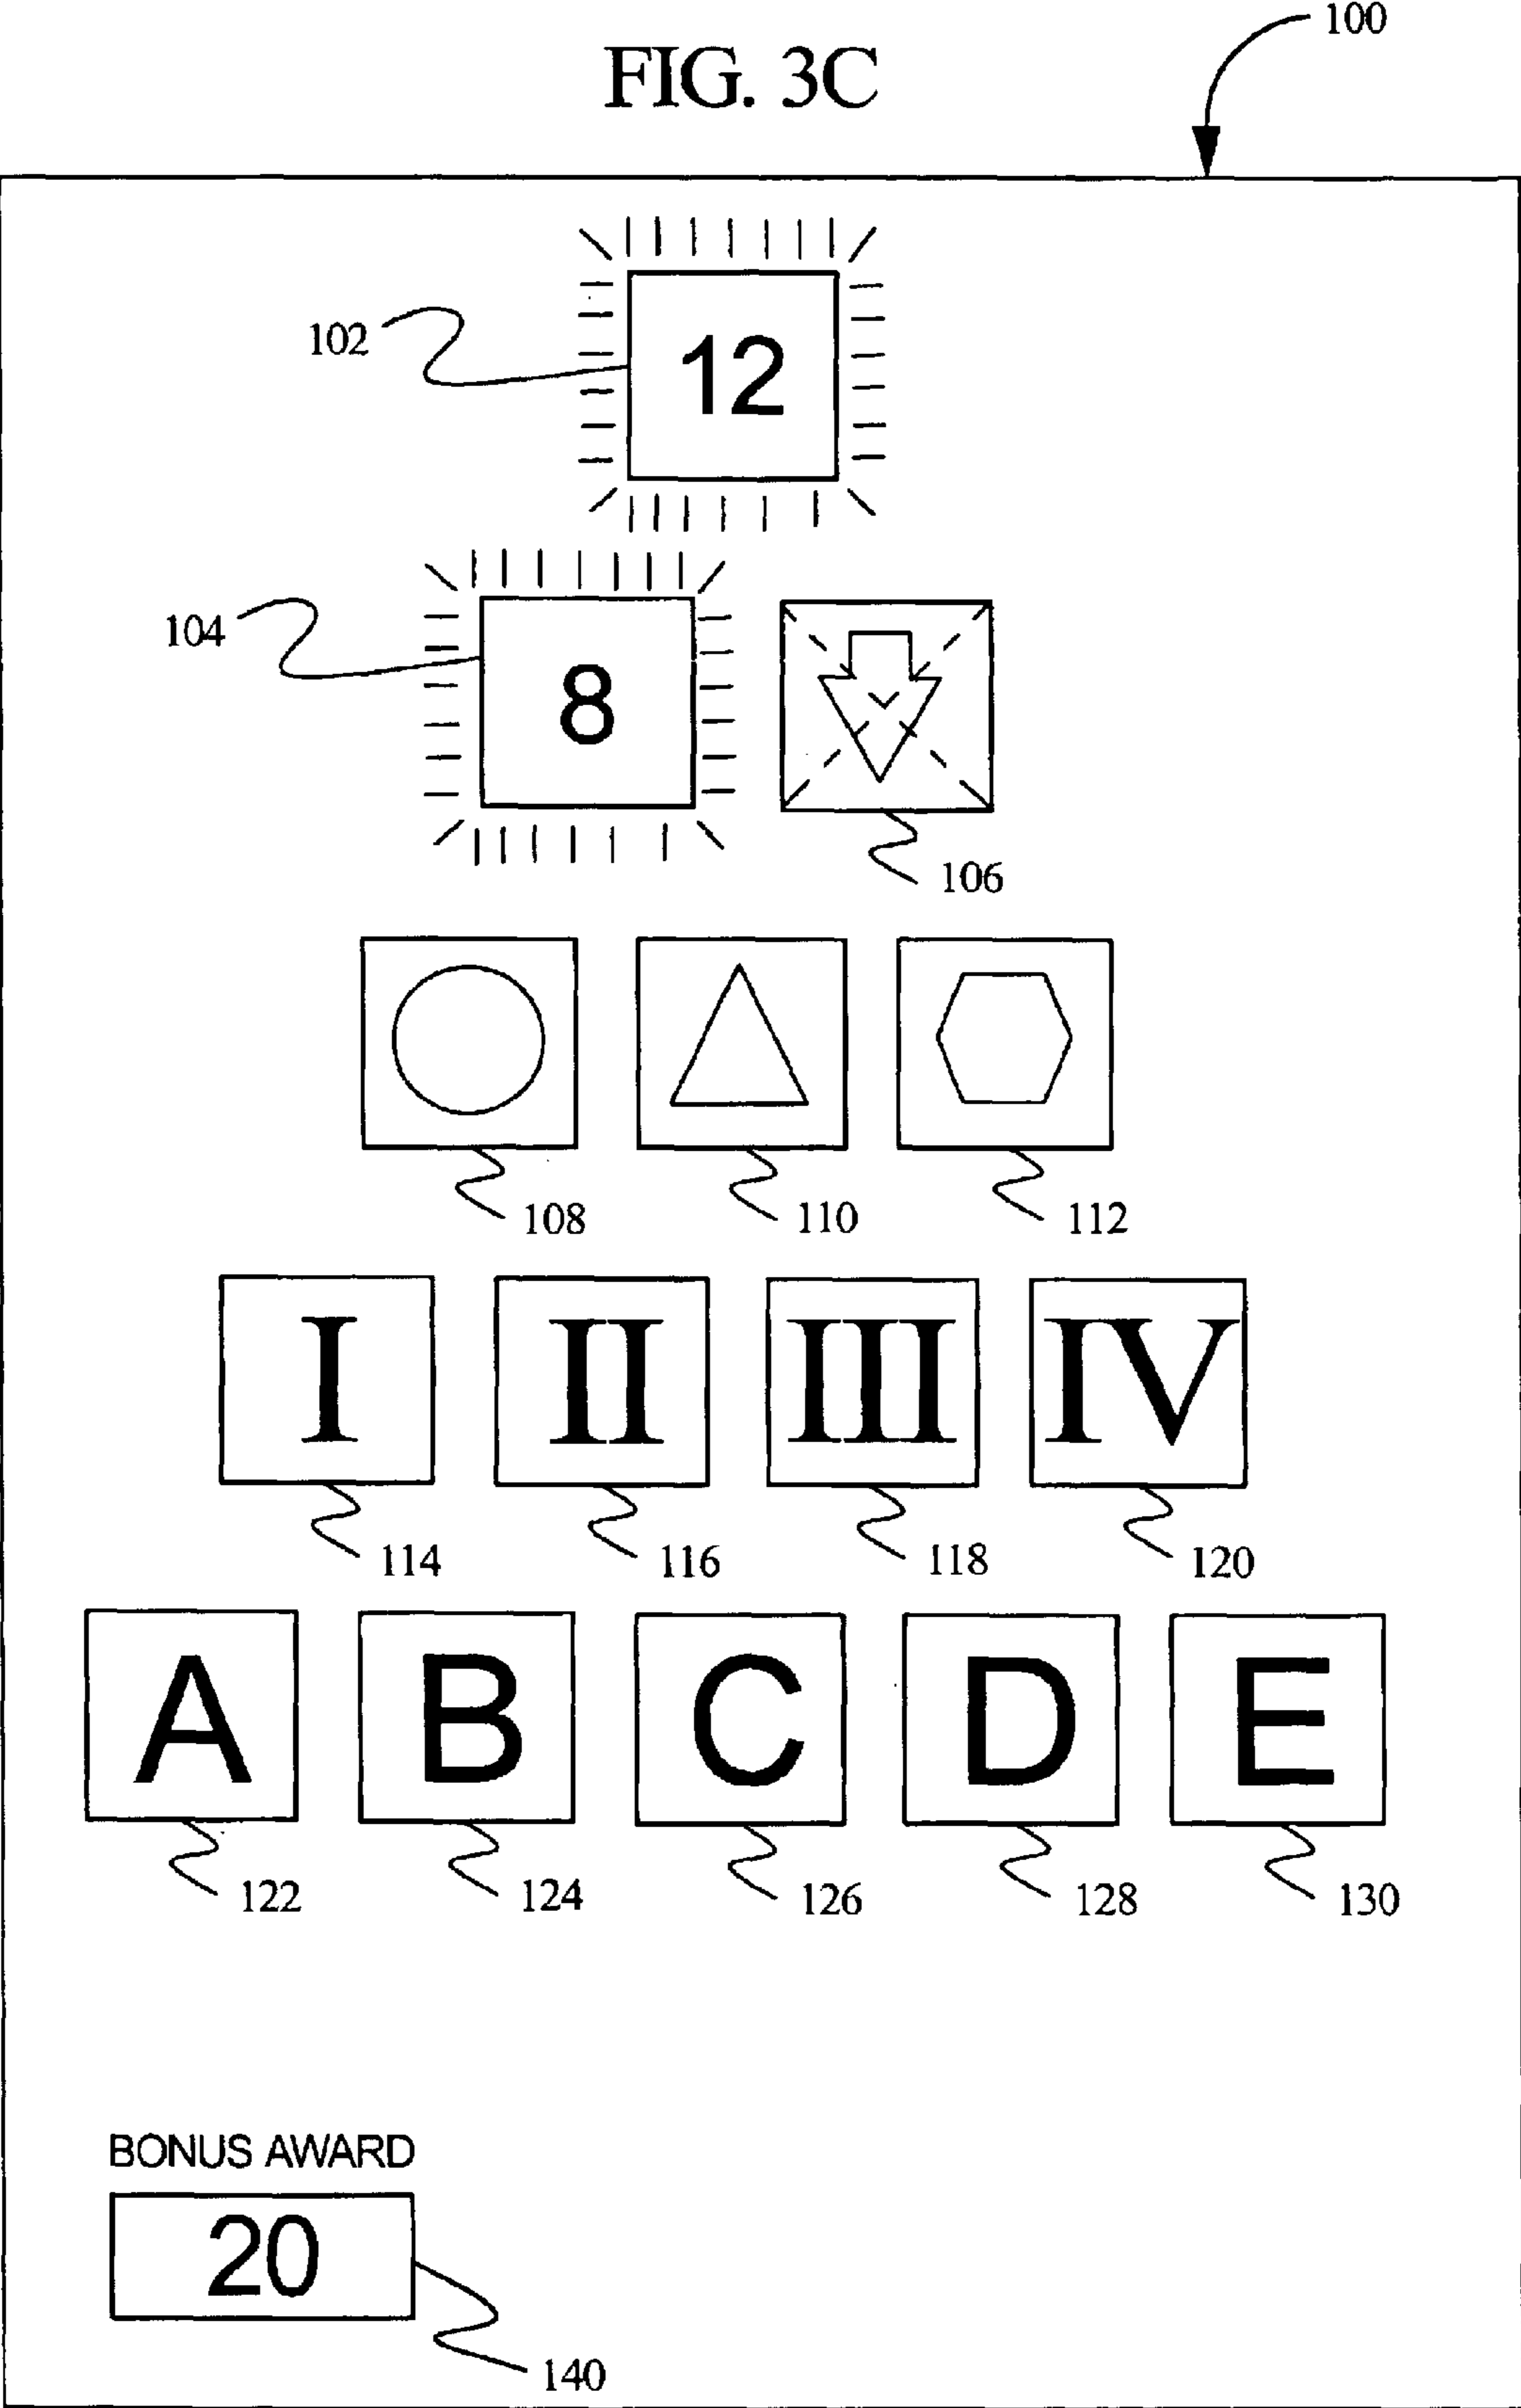 100
FIG. 3C
102
12
104
8
106
108 110 112
I II III IV
114 116 118 120
A B C D E
122 124 126 128 130
BONUS AWARD
20
140